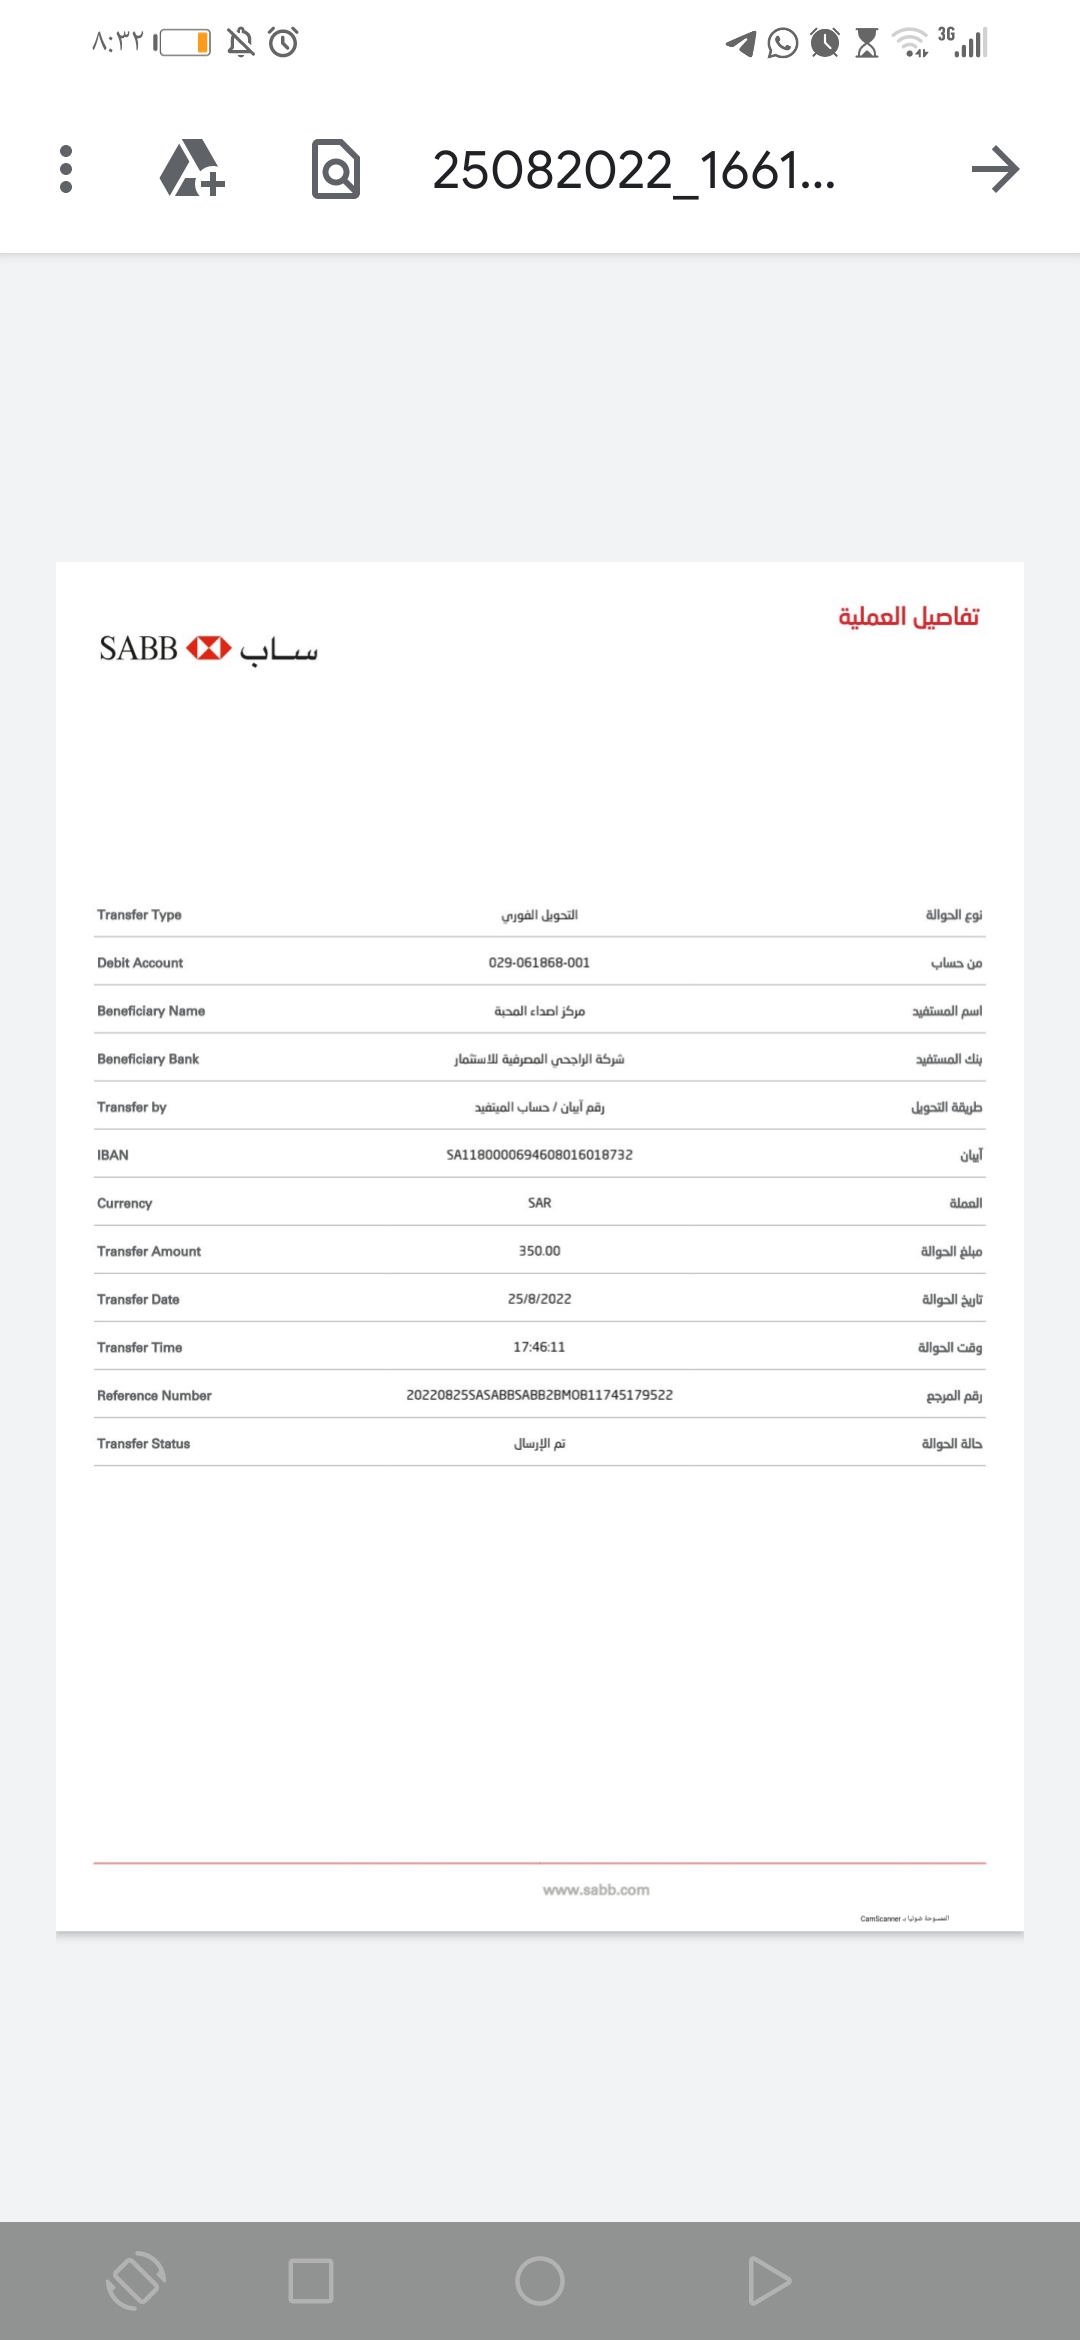 ٨:٣٢
3G
25082022_1661...
تفاصيل العملية
SABB ساب
Transfer Type التحويل الفوري نوع الحوالة
Debit Account 029-061868-001 من حساب
Beneficiary Name مركز اصداء المحبة اسم المستفيد
Beneficiary Bank شركة الراجحي المصرفية للاستثمار بنك المستفيد
Transfer by رقم آيبان / حساب الميتفيد طريقة التحويل
IBAN SA1180000694608016018732 آيبان
Currency SAR العملة
Transfer Amount 350.00 مبلغ الحوالة
Transfer Date 25/8/2022 تاريخ الحوالة
Transfer Time 17:46:11 وقت الحوالة
Reference Number 20220825SASABBSABB2BMOB11745179522 رقم المرجع
Transfer Status تم الإرسال حالة الحوالة
www.sabb.com
الممسوحة ضوئيا بـ CamScanner